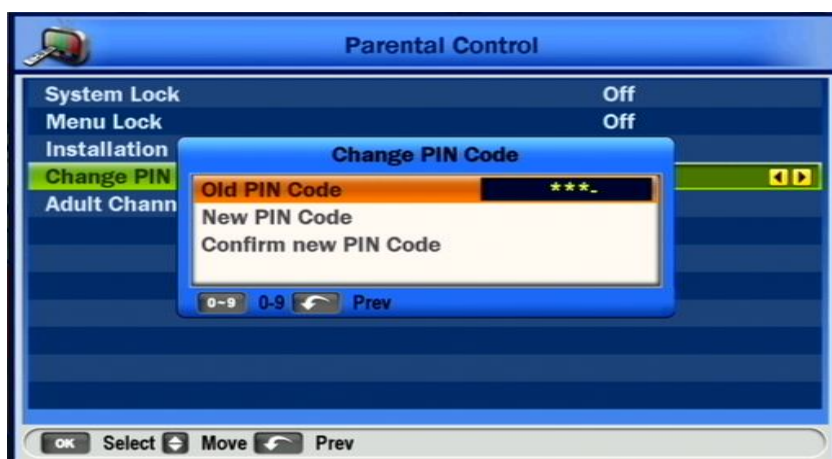 Parental Control
System Lock Off
Menu Lock Off
Installation
Change PIN
Adult Chann
Change PIN Code
Old PIN Code ***-
New PIN Code
Confirm new PIN Code
0~9 0-9 Prev
OK Select Move Prev